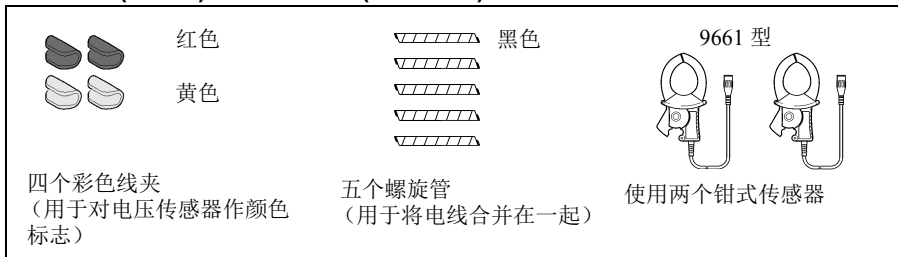 红色
黄色
四个彩色线夹
（用于对电压传感器作颜色
标志）
黑色
五个螺旋管
（用于将电线合并在一起）
9661 型
使用两个钳式传感器